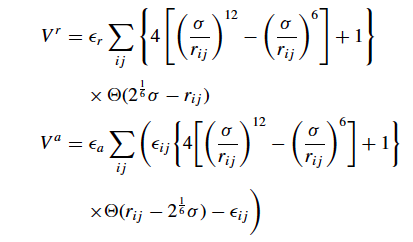 V^r = ϵ_r ∑_{ij} { 4 [ (σ/r_{ij})^{12} − (σ/r_{ij})^6 ] + 1 }
× Θ(2^{1/6}σ − r_{ij})
V^a = ϵ_a ∑_{ij} ( ϵ_{ij} { 4 [ (σ/r_{ij})^{12} − (σ/r_{ij})^6 ] + 1 }
×Θ(r_{ij} − 2^{1/6}σ) − ϵ_{ij} )